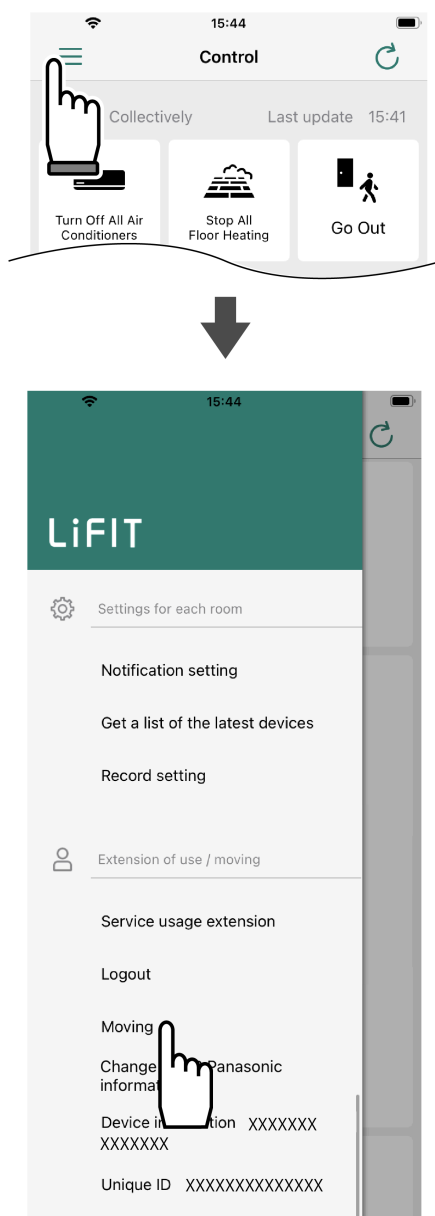 15:44
Control
Collectively Last update 15:41
Turn Off All Air
Conditioners
Stop All
Floor Heating
Go Out
15:44
LiFIT
Settings for each room
Notification setting
Get a list of the latest devices
Record setting
Extension of use / moving
Service usage extension
Logout
Moving
Change Panasonic
Device XXXXXXX
XXXXXXX
Unique ID XXXXXXXXXXXXXX